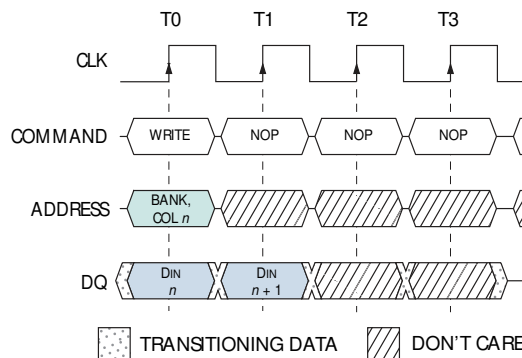 T0 T1 T2 T3
CLK
COMMAND WRITE NOP NOP NOP
ADDRESS BANK,
COL n
DQ DIN DIN
n n + 1
TRANSITIONING DATA DON'T CARE